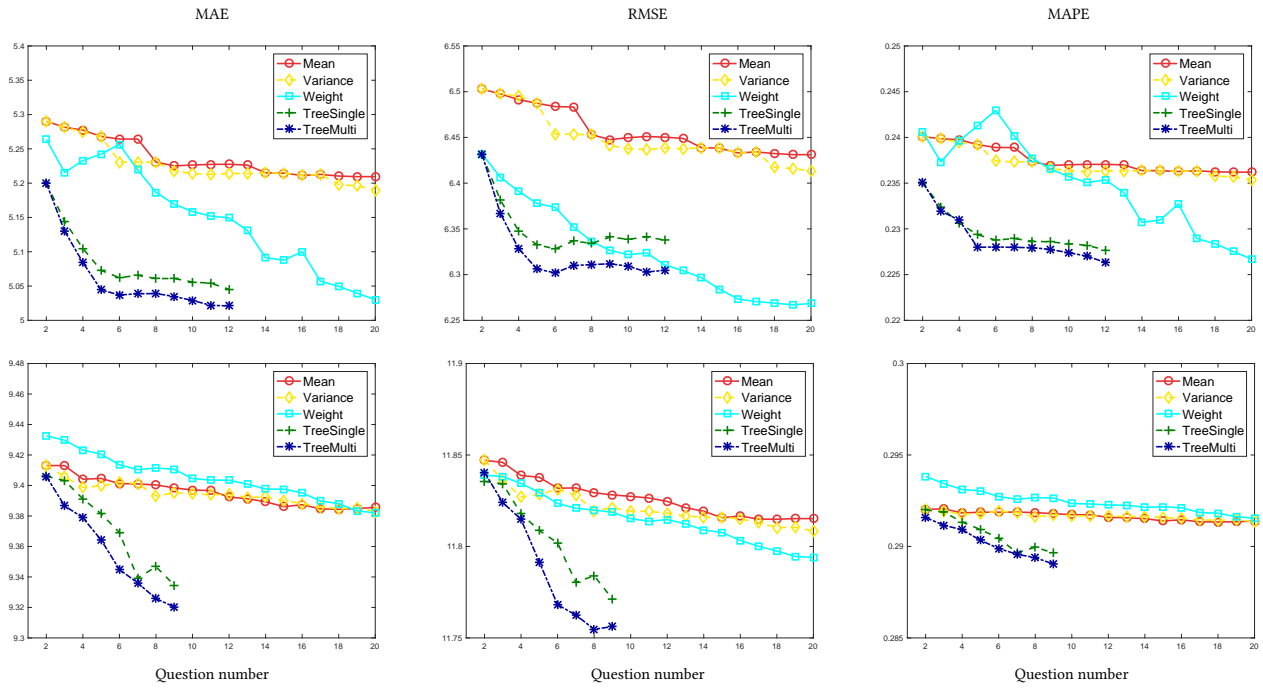 MAE
RMSE
MAPE
5.4
5.35
5.3
5.25
5.2
5.15
5.1
5.05
5
2 4 6 8 10 12 14 16 18 20
Mean
Variance
Weight
TreeSingle
TreeMulti
6.55
6.5
6.45
6.4
6.35
6.3
6.25
2 4 6 8 10 12 14 16 18 20
Mean
Variance
Weight
TreeSingle
TreeMulti
0.25
0.245
0.24
0.235
0.23
0.225
0.22
2 4 6 8 10 12 14 16 18 20
Mean
Variance
Weight
TreeSingle
TreeMulti
9.48
9.46
9.44
9.42
9.4
9.38
9.36
9.34
9.32
9.3
2 4 6 8 10 12 14 16 18 20
Mean
Variance
Weight
TreeSingle
TreeMulti
11.9
11.85
11.8
11.75
2 4 6 8 10 12 14 16 18 20
Mean
Variance
Weight
TreeSingle
TreeMulti
0.3
0.295
0.29
0.285
2 4 6 8 10 12 14 16 18 20
Mean
Variance
Weight
TreeSingle
TreeMulti
Question number
Question number
Question number